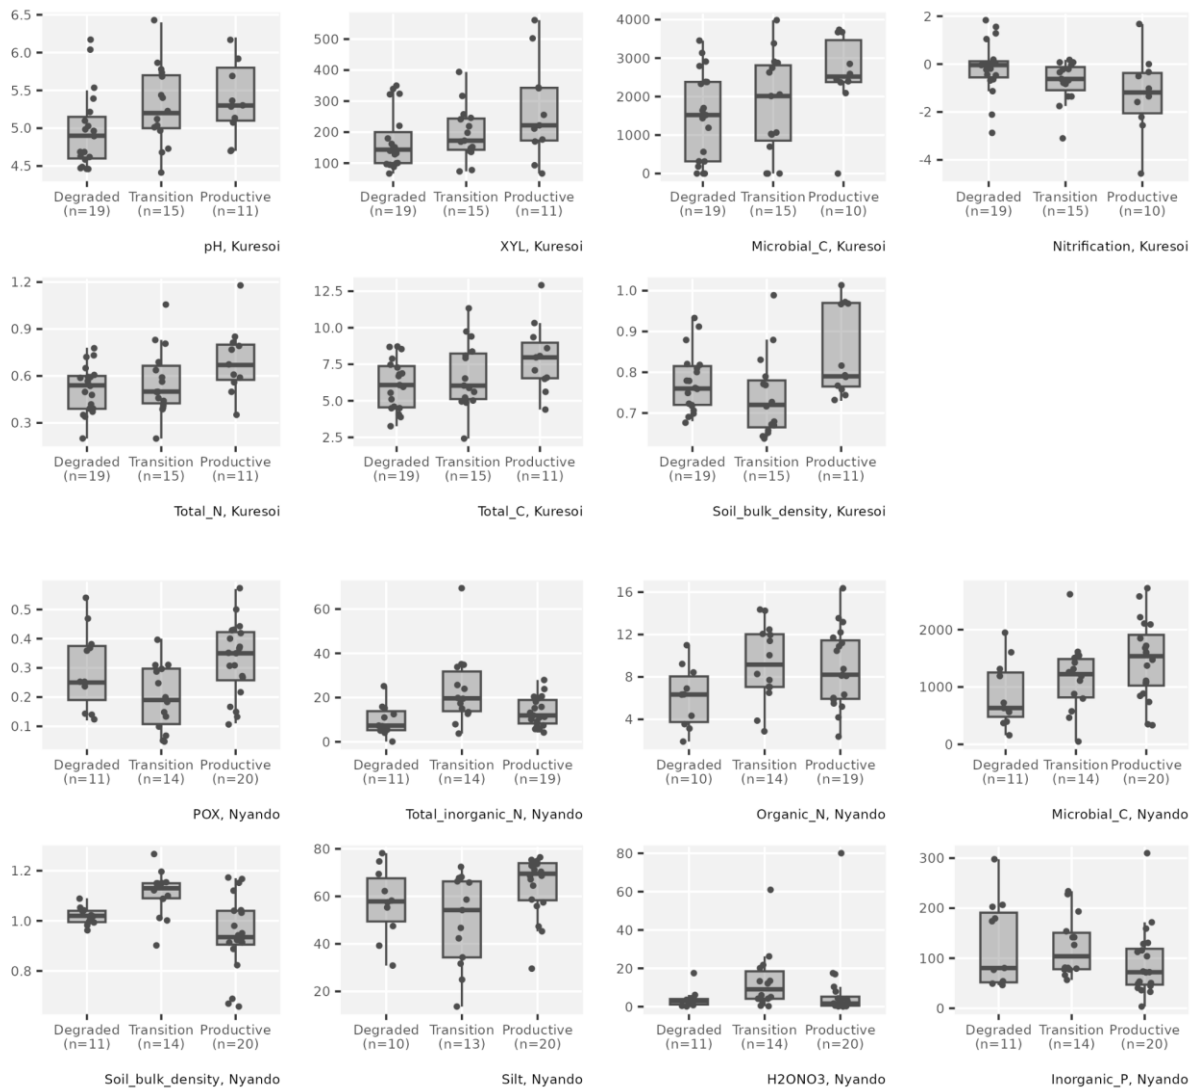 6.5
6.0
5.5
5.0
4.5
Degraded Transition Productive
(n=19) (n=15) (n=11)
pH, Kuresoi
500
400
300
200
100
Degraded Transition Productive
(n=19) (n=15) (n=11)
XYL, Kuresoi
4000
3000
2000
1000
0
Degraded Transition Productive
(n=19) (n=15) (n=10)
Microbial_C, Kuresoi
2
0
-2
-4
Degraded Transition Productive
(n=19) (n=15) (n=10)
Nitrification, Kuresoi
1.2
0.9
0.6
0.3
Degraded Transition Productive
(n=19) (n=15) (n=11)
Total_N, Kuresoi
12.5
10.0
7.5
5.0
2.5
Degraded Transition Productive
(n=19) (n=15) (n=11)
Total_C, Kuresoi
1.0
0.9
0.8
0.7
Degraded Transition Productive
(n=19) (n=15) (n=11)
Soil_bulk_density, Kuresoi
0.5
0.4
0.3
0.2
0.1
Degraded Transition Productive
(n=11) (n=14) (n=20)
POX, Nyando
60
40
20
0
Degraded Transition Productive
(n=11) (n=14) (n=19)
Total_inorganic_N, Nyando
16
12
8
4
Degraded Transition Productive
(n=10) (n=14) (n=19)
Organic_N, Nyando
2000
1000
0
Degraded Transition Productive
(n=11) (n=14) (n=20)
Microbial_C, Nyando
1.2
1.0
0.8
Degraded Transition Productive
(n=11) (n=14) (n=20)
Soil_bulk_density, Nyando
80
60
40
20
Degraded Transition Productive
(n=10) (n=13) (n=20)
Silt, Nyando
80
60
40
20
0
Degraded Transition Productive
(n=11) (n=14) (n=20)
H2ONO3, Nyando
300
200
100
0
Degraded Transition Productive
(n=11) (n=14) (n=20)
Inorganic_P, Nyando